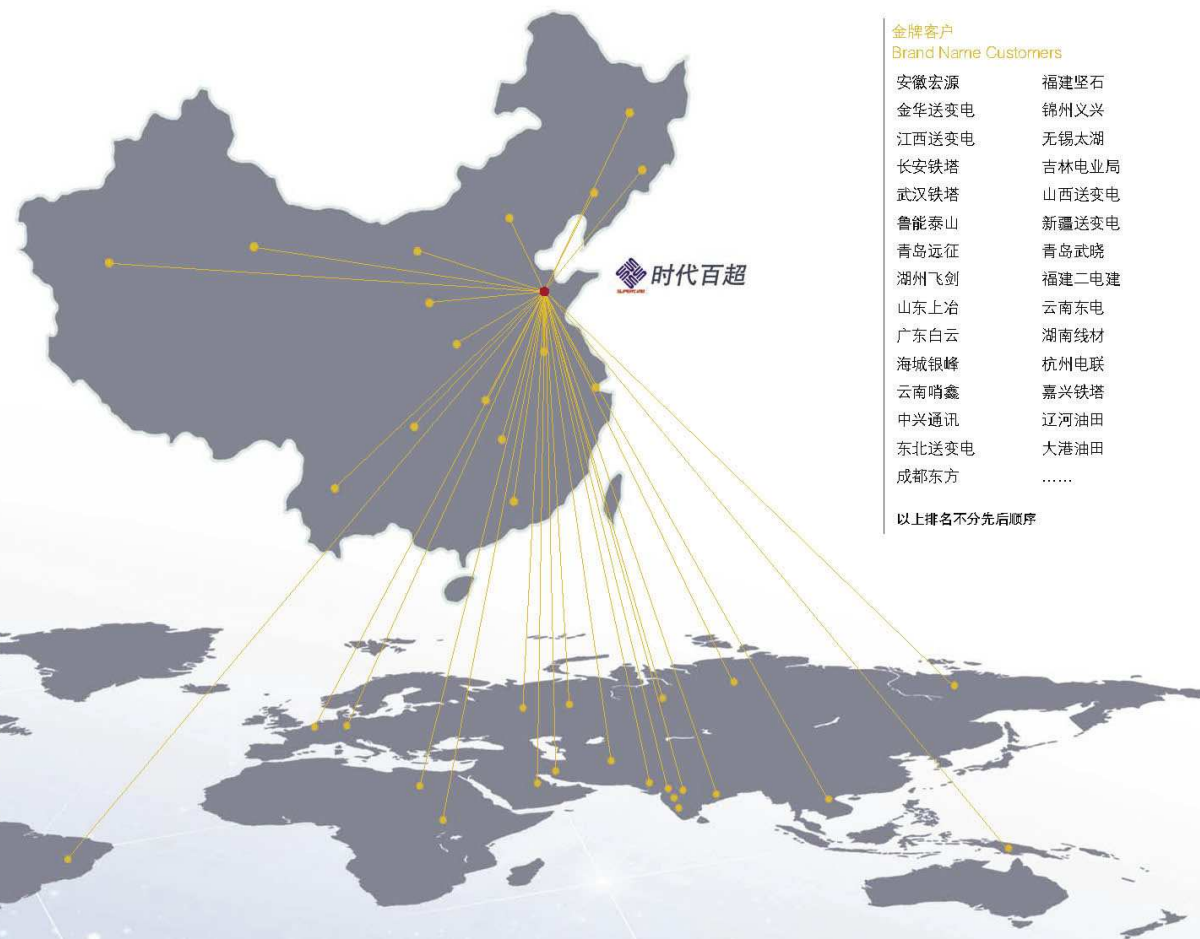 金牌客户
Brand Name Customers
安徽宏源 福建坚石
金华送变电 锦州义兴
江西送变电 无锡太湖
长安铁塔 吉林电业局
武汉铁塔 山西送变电
鲁能泰山 新疆送变电
青岛远征 青岛武晓
湖州飞剑 福建二电建
山东上冶 云南东电
广东白云 湖南线材
海城银峰 杭州电联
云南哨鑫 嘉兴铁塔
中兴通讯 辽河油田
东北送变电 大港油田
成都东方 ……
以上排名不分先后顺序
时代百超